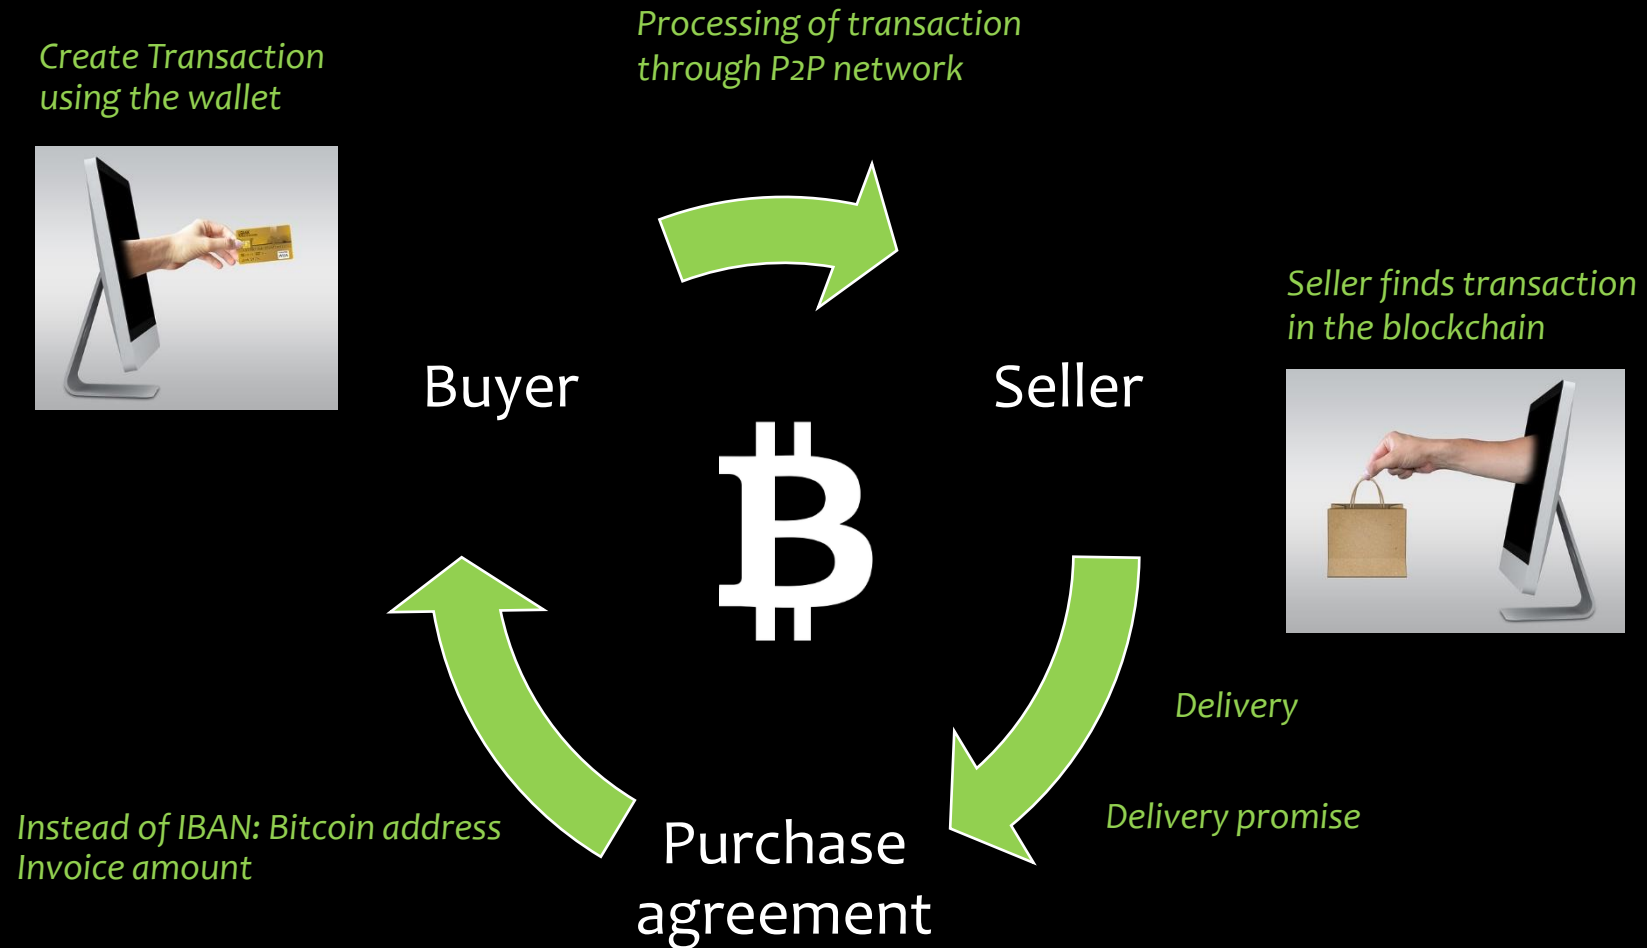 Processing of transaction
through P2P network
Create Transaction
using the wallet
Seller finds transaction
in the blockchain
Buyer
Seller
Delivery
Delivery promise
Instead of IBAN: Bitcoin address
Invoice amount
Purchase
agreement